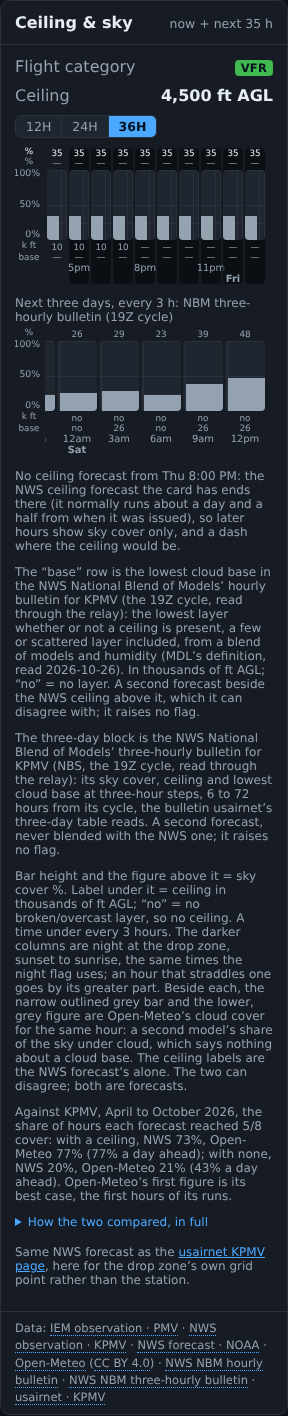 Ceiling & sky now + next 35 h
Flight category VFR
Ceiling 4,500 ft AGL
12H 24H 36H
% 35 35 35 35 35 35 35 35 35 35
% — — — — — — — — — —
100%
50%
0%
k ft 10 10 10 10 — — — — — —
base — — — — — — — — — —
5pm 8pm 11pm
Fri
Next three days, every 3 h: NBM three-
hourly bulletin (19Z cycle)
% 26 29 23 39 48
100%
50%
0%
k ft no no no no no
base no 26 no 26 26
12am 3am 6am 9am 12pm
Sat
No ceiling forecast from Thu 8:00 PM: the
NWS ceiling forecast the card has ends
there (it normally runs about a day and a
half from when it was issued), so later
hours show sky cover only, and a dash
where the ceiling would be.
The “base” row is the lowest cloud base in
the NWS National Blend of Models’ hourly
bulletin for KPMV (the 19Z cycle, read
through the relay): the lowest layer
whether or not a ceiling is present, a few
or scattered layer included, from a blend
of models and humidity (MDL’s definition,
read 2026-10-26). In thousands of ft AGL;
“no” = no layer. A second forecast beside
the NWS ceiling above it, which it can
disagree with; it raises no flag.
The three-day block is the NWS National
Blend of Models’ three-hourly bulletin for
KPMV (NBS, the 19Z cycle, read through
the relay): its sky cover, ceiling and lowest
cloud base at three-hour steps, 6 to 72
hours from its cycle, the bulletin usairnet’s
three-day table reads. A second forecast,
never blended with the NWS one; it raises
no flag.
Bar height and the figure above it = sky
cover %. Label under it = ceiling in
thousands of ft AGL; “no” = no
broken/overcast layer, so no ceiling. A
time under every 3 hours. The darker
columns are night at the drop zone,
sunset to sunrise, the same times the
night flag uses; an hour that straddles one
goes by its greater part. Beside each, the
narrow outlined grey bar and the lower,
grey figure are Open-Meteo’s cloud cover
for the same hour: a second model’s share
of the sky under cloud, which says nothing
about a cloud base. The ceiling labels are
the NWS forecast’s alone. The two can
disagree; both are forecasts.
Against KPMV, April to October 2026, the
share of hours each forecast reached 5/8
cover: with a ceiling, NWS 73%, Open-
Meteo 77% (77% a day ahead); with none,
NWS 20%, Open-Meteo 21% (43% a day
ahead). Open-Meteo’s first figure is its
best case, the first hours of its runs.
▶ How the two compared, in full
Same NWS forecast as the usairnet KPMV
page, here for the drop zone’s own grid
point rather than the station.
Data: IEM observation · PMV · NWS
observation · KPMV · NWS forecast · NOAA ·
Open-Meteo (CC BY 4.0) · NWS NBM hourly
bulletin · NWS NBM three-hourly bulletin ·
usairnet · KPMV